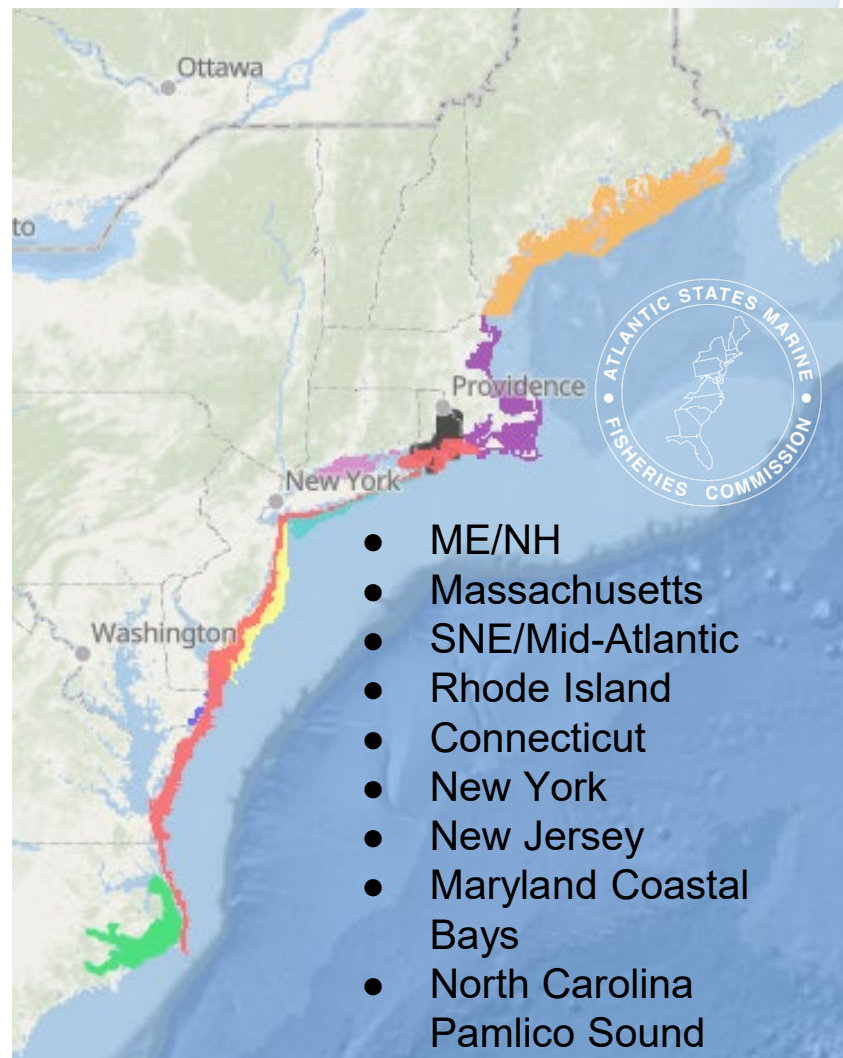 Ottawa
to
ATLANTIC STATES MARINE
FISHERIES COMMISSION
Providence
New York
Washington
● ME/NH
● Massachusetts
● SNE/Mid-Atlantic
● Rhode Island
● Connecticut
● New York
● New Jersey
● Maryland Coastal
Bays
● North Carolina
Pamlico Sound